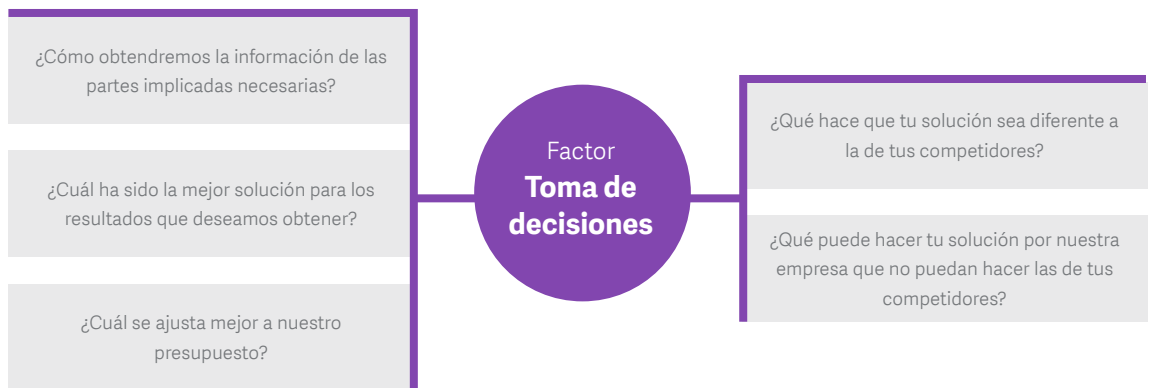 ¿Cómo obtendremos la información de las
partes implicadas necesarias?
¿Cuál ha sido la mejor solución para los
resultados que deseamos obtener?
¿Cuál se ajusta mejor a nuestro
presupuesto?
Factor
Toma de
decisiones
¿Qué hace que tu solución sea diferente a
la de tus competidores?
¿Qué puede hacer tu solución por nuestra
empresa que no puedan hacer las de tus
competidores?